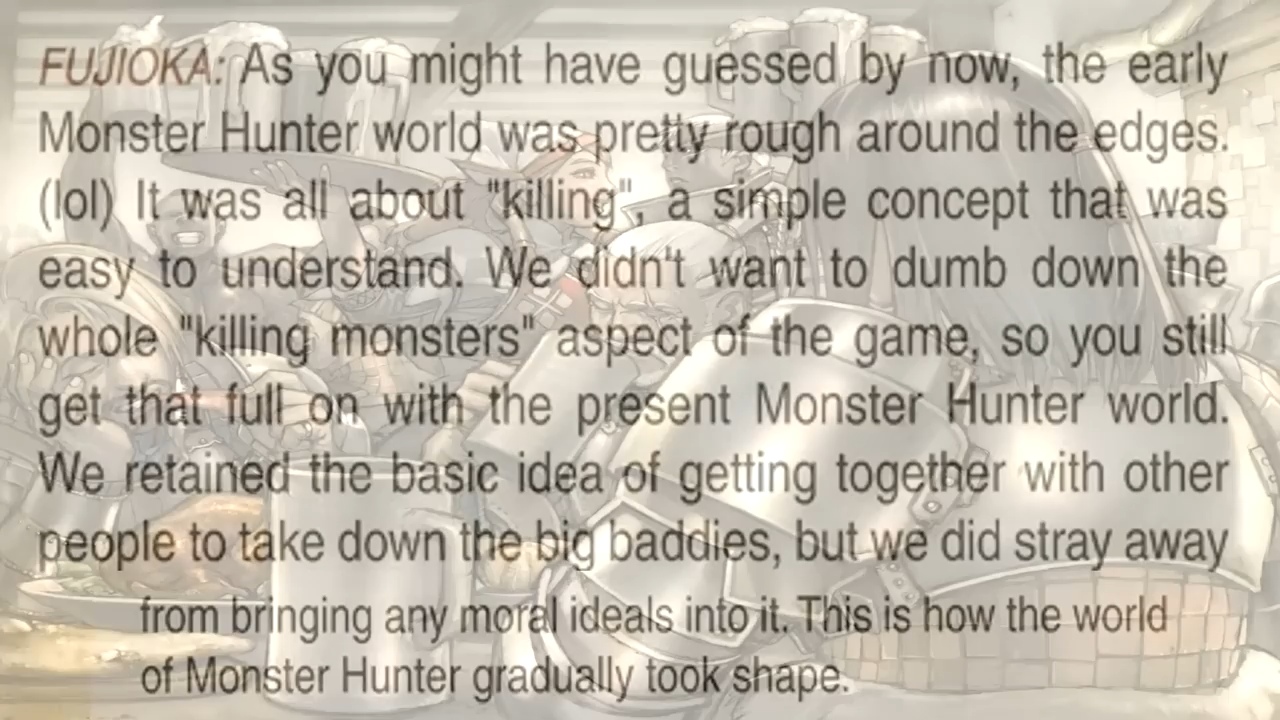 FUJIOKA: As you might have guessed by now, the early
Monster Hunter world was pretty rough around the edges.
(lol) It was all about "killing", a simple concept that was
easy to understand. We didn't want to dumb down the
whole "killing monsters" aspect of the game, so you still
get that full on with the present Monster Hunter world.
We retained the basic idea of getting together with other
people to take down the big baddies, but we did stray away
from bringing any moral ideals into it. This is how the world
of Monster Hunter gradually took shape.